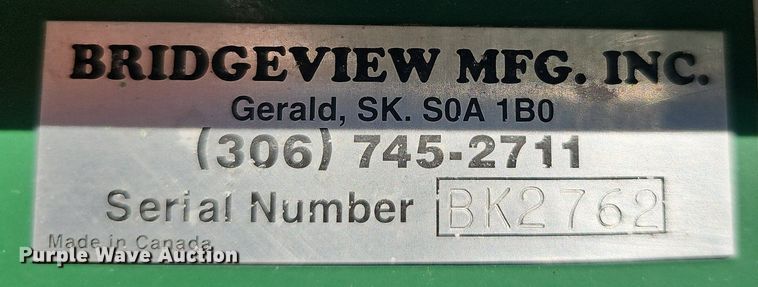 BRIDGEVIEW MFG. INC.
Gerald, SK. S0A 1B0
(306) 745-2711
Serial Number BK2762
Made in Canada
Purple Wave Auction